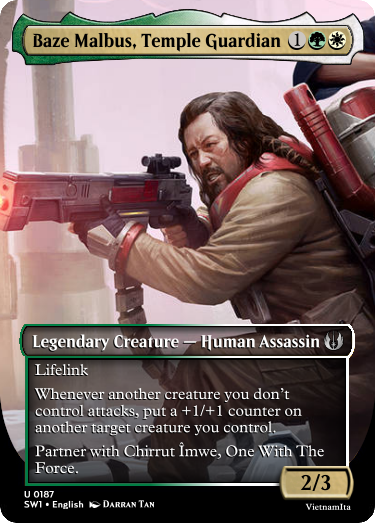 Baze Malbus, Temple Guardian 1
Legendary Creature — Human Assassin
Lifelink
Whenever another creature you don't
control attacks, put a +1/+1 counter on
another target creature you control.
Partner with Chirrut Îmwe, One With The
Force.
2/3
U 0187
SW1 • English Darran Tan
VietnamIta